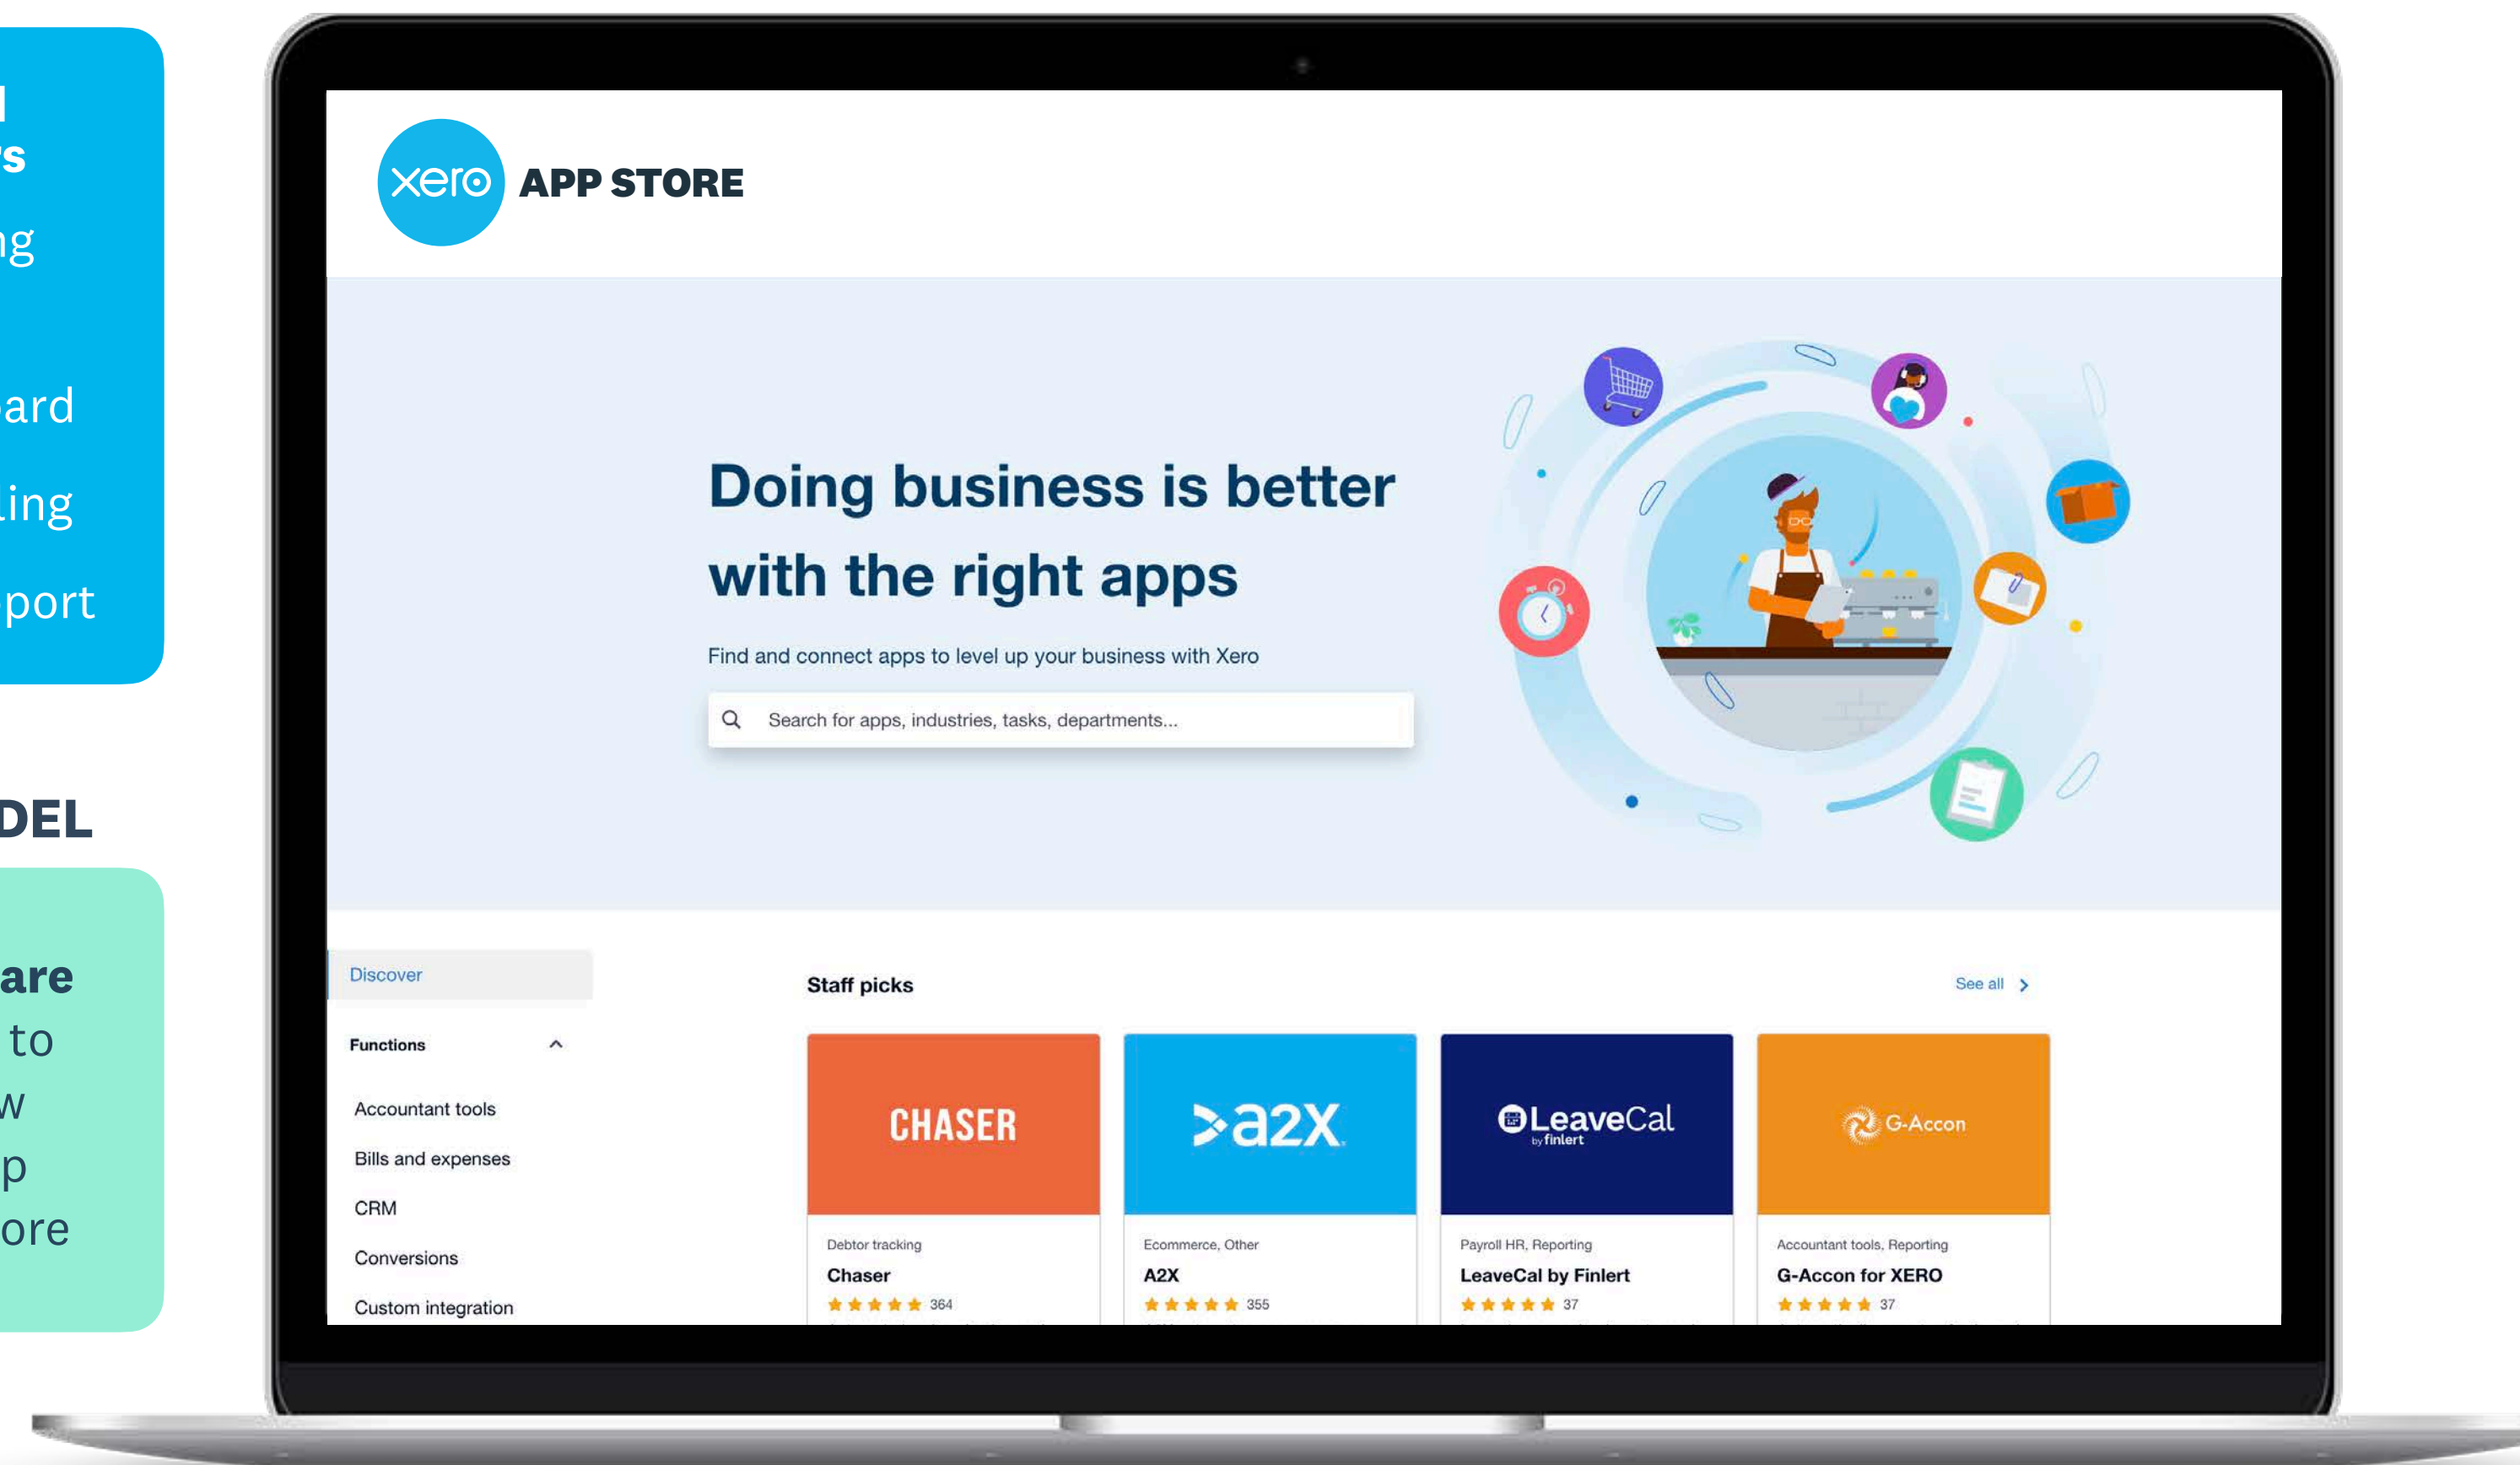 ard
ing
port
DEL
are
to
ore
xero APP STORE
Doing business is better
with the right apps
Find and connect apps to level up your business with Xero
Search for apps, industries, tasks, departments...
Discover
Functions
Accountant tools
Bills and expenses
CRM
Conversions
Custom integration
Staff picks
See all
CHASER
a2x
LeaveCal
by finlert
G-Accon
Debtor tracking
Chaser
364
Ecommerce, Other
A2X
355
Payroll HR, Reporting
LeaveCal by Finlert
37
Accountant tools, Reporting
G-Accon for XERO
37